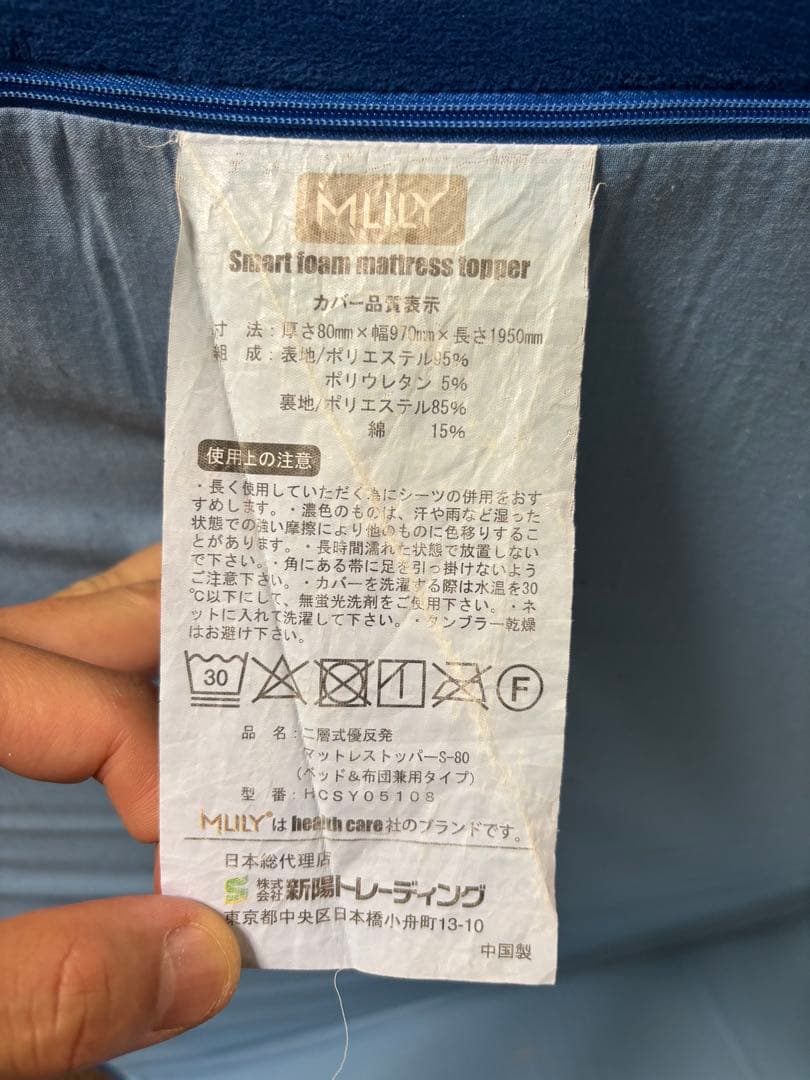 MLILY
Smart foam mattress topper
カバー品質表示
寸 法：厚さ80mm×幅970mm×長さ1950mm
組 成：表地/ポリエステル95%
ポリウレタン 5%
裏地/ポリエステル85%
綿 15%
使用上の注意
・長く使用していただく為にシーツの併用をおす
すめします。・濃色のものは、汗や雨など湿った
状態での強い摩擦により他のものに色移りするこ
とがあります。・長時間濡れた状態で放置しない
で下さい。・角にある帯に足を引っ掛けないよう
ご注意下さい。・カバーを洗濯する際は水温を30
℃以下にして、無蛍光洗剤をご使用下さい。・ネ
ットに入れて洗濯して下さい。・タンブラー乾燥
はお避け下さい。
30 F
品 名：二層式優反発
マットレストッパーS-80
（ベッド&布団兼用タイプ）
型 番：HCSY05108
MLILY®は health care 社のブランドです。
日本総代理店
株式会社 新陽トレーディング
東京都中央区日本橋小舟町13-10
中国製